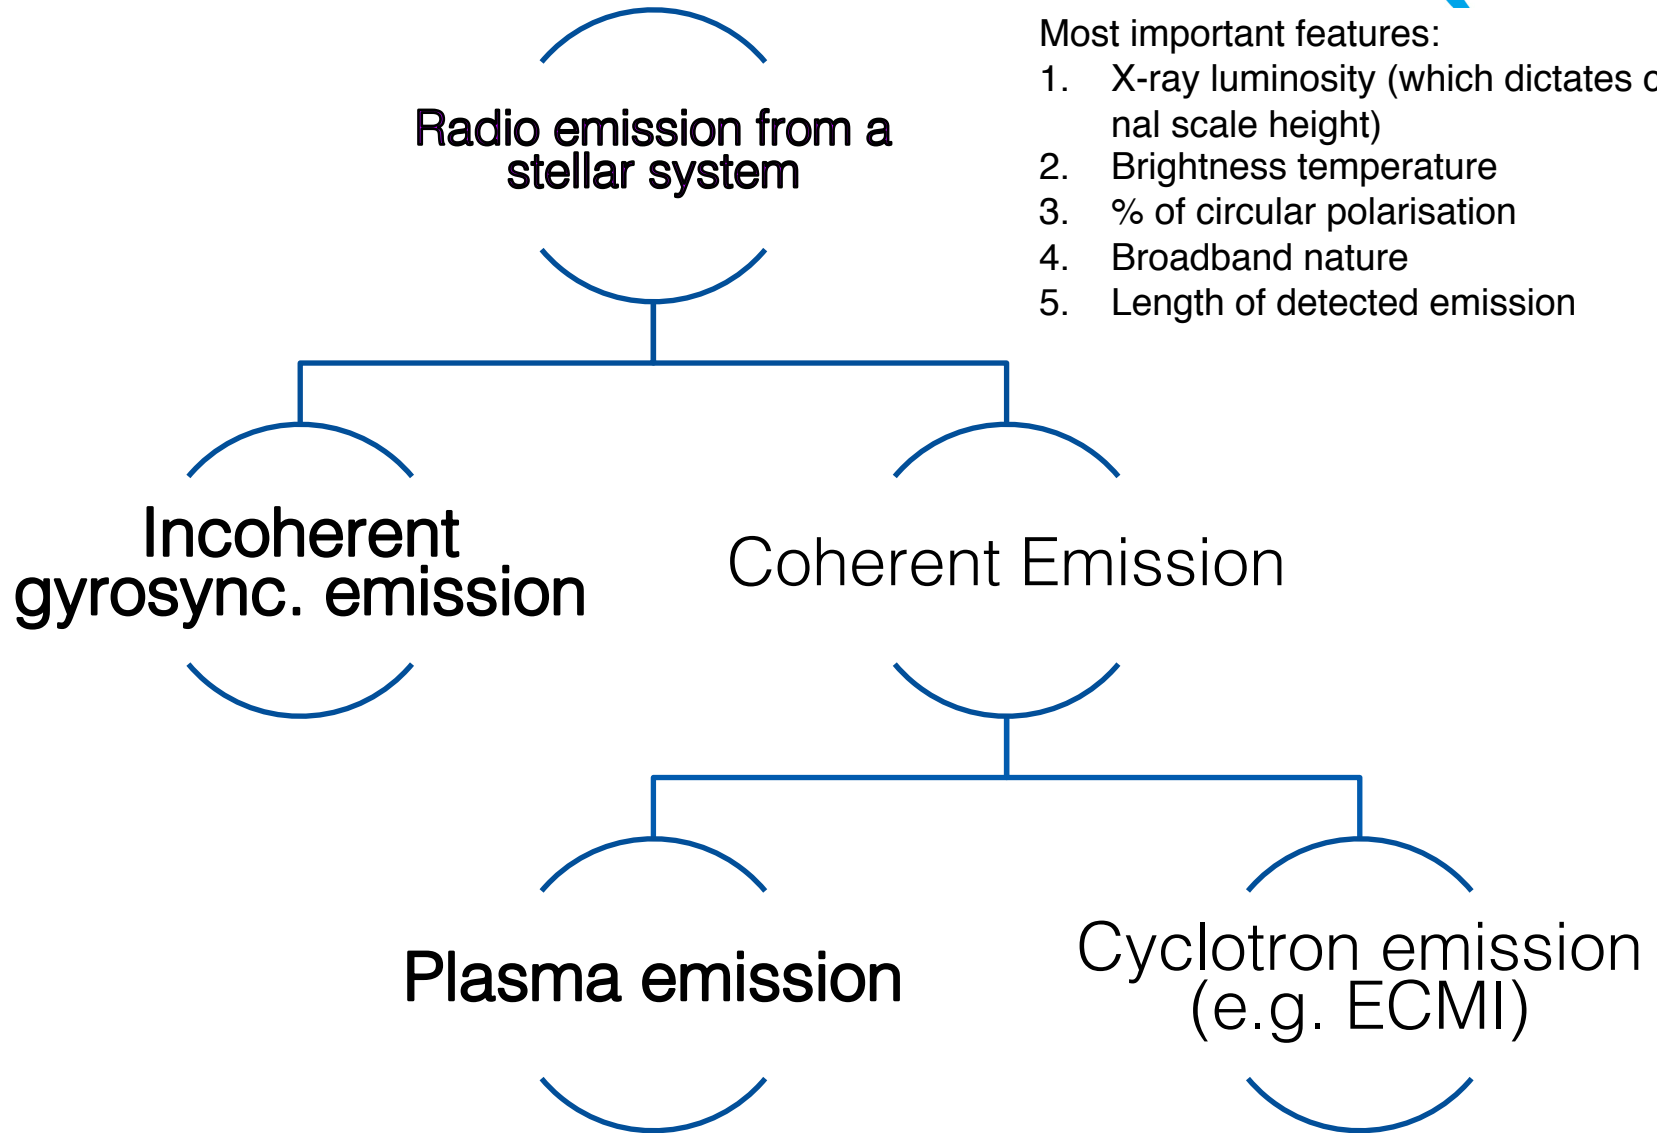 Most important features:
1. X-ray luminosity (which dictates
nal scale height)
2. Brightness temperature
3. % of circular polarisation
4. Broadband nature
5. Length of detected emission
Radio emission from a
stellar system
Incoherent
gyrosync. emission
Coherent Emission
Plasma emission
Cyclotron emission
(e.g. ECMI)